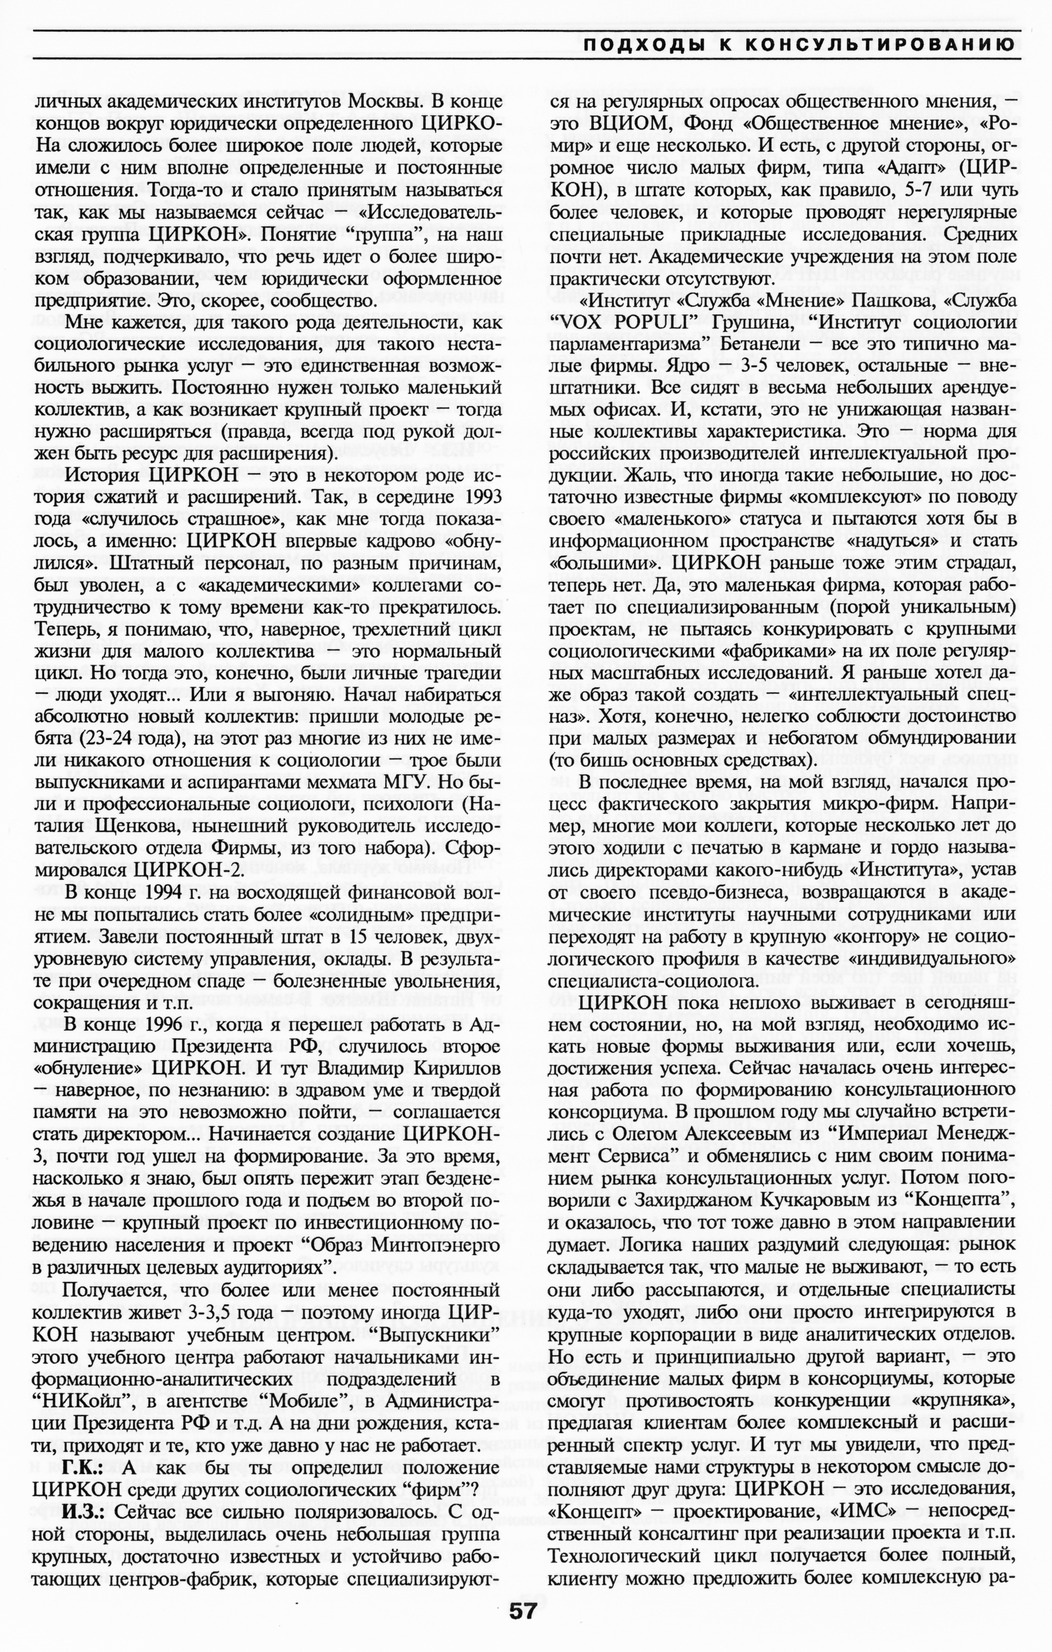 ПОДХОДЫ К КОНСУЛЬТИРОВАНИЮ
личных академических институтов Москвы. В конце
концов вокруг юридически определенного ЦИРКО-
На сложилось более широкое поле людей, которые
имели с ним вполне определенные и постоянные
отношения. Тогда-то и стало принятым называться
так, как мы называемся сейчас — «Исследователь-
ская группа ЦИРКОН». Понятие “группа”, на наш
взгляд, подчеркивало, что речь идет о более широ-
ком образовании, чем юридически оформленное
предприятие. Это, скорее, сообщество.
Мне кажется, для такого рода деятельности, как
социологические исследования, для такого неста-
бильного рынка услуг — это единственная возмож-
ность выжить. Постоянно нужен только маленький
коллектив, а как возникает крупный проект — тогда
нужно расширяться (правда, всегда под рукой дол-
жен быть ресурс для расширения).
История ЦИРКОН — это в некотором роде ис-
тория сжатий и расширений. Так, в середине 1993
года «случилось страшное», как мне тогда показа-
лось, а именно: ЦИРКОН впервые кадрово «обну-
лился». Штатный персонал, по разным причинам,
был уволен, а с «академическими» коллегами со-
трудничество к тому времени как-то прекратилось.
Теперь, я понимаю, что, наверное, трехлетний цикл
жизни для малого коллектива — это нормальный
цикл. Но тогда это, конечно, были личные трагедии
— люди уходят... Или я выгоняю. Начал набираться
абсолютно новый коллектив: пришли молодые ре-
бята (23-24 года), на этот раз многие из них не име-
ли никакого отношения к социологии — трое были
выпускниками и аспирантами мехмата МГУ. Но бы-
ли и профессиональные социологи, психологи (На-
талия Щенкова, нынешний руководитель исследо-
вательского отдела Фирмы, из того набора). Сфор-
мировался ЦИРКОН-2.
В конце 1994 г. на восходящей финансовой вол-
не мы попытались стать более «солидным» предпри-
ятием. Завели постоянный штат в 15 человек, двух-
уровневую систему управления, оклады. В результа-
те при очередном спаде — болезненные увольнения,
сокращения и т.п.
В конце 1996 г., когда я перешел работать в Ад-
министрацию Президента РФ, случилось второе
«обнуление» ЦИРКОН. И тут Владимир Кириллов
— наверное, по незнанию: в здравом уме и твердой
памяти на это невозможно пойти, — соглашается
стать директором... Начинается создание ЦИРКОН-
3, почти год ушел на формирование. За это время,
насколько я знаю, был опять пережит этап бездене-
жья в начале прошлого года и подъем во второй по-
ловине — крупный проект по инвестиционному по-
ведению населения и проект “Образ Минтопэнерго
в различных целевых аудиториях”.
Получается, что более или менее постоянный
коллектив живет 3-3,5 года — поэтому иногда ЦИР-
КОН называют учебным центром. “Выпускники”
этого учебного центра работают начальниками ин-
формационно-аналитических подразделений в
“НИКойл”, в агентстве “Мобиле”, в Администра-
ции Президента РФ и т.д. А на дни рождения, кста-
ти, приходят и те, кто уже давно у нас не работает.
Г.К.: А как бы ты определил положение
ЦИРКОН среди других социологических “фирм”?
И.З.: Сейчас все сильно поляризовалось. С од-
ной стороны, выделилась очень небольшая группа
крупных, достаточно известных и устойчиво рабо-
тающих центров-фабрик, которые специализируют-
ся на регулярных опросах общественного мнения, —
это ВЦИОМ, Фонд «Общественное мнение», «Ро-
мир» и еще несколько. И есть, с другой стороны, ог-
ромное число малых фирм, типа «Адапт» (ЦИР-
КОН), в штате которых, как правило, 5-7 или чуть
более человек, и которые проводят нерегулярные
специальные прикладные исследования. Средних
почти нет. Академические учреждения на этом поле
практически отсутствуют.
«Институт «Служба «Мнение» Пашкова, «Служба
“VOX POPULI” Грушина, “Институт социологии
парламентаризма” Бетанели — все это типично ма-
лые фирмы. Ядро — 3-5 человек, остальные — вне-
штатники. Все сидят в весьма небольших арендуе-
мых офисах. И, кстати, это не унижающая назван-
ные коллективы характеристика. Это — норма для
российских производителей интеллектуальной про-
дукции. Жаль, что иногда такие небольшие, но дос-
таточно известные фирмы «комплексуют» по поводу
своего «маленького» статуса и пытаются хотя бы в
информационном пространстве «надуться» и стать
«большими». ЦИРКОН раньше тоже этим страдал,
теперь нет. Да, это маленькая фирма, которая рабо-
тает по специализированным (порой уникальным)
проектам, не пытаясь конкурировать с крупными
социологическими «фабриками» на их поле регуляр-
ных масштабных исследований. Я раньше хотел да-
же образ такой создать — «интеллектуальный спец-
наз». Хотя, конечно, нелегко соблюсти достоинство
при малых размерах и небогатом обмундировании
(то бишь основных средствах).
В последнее время, на мой взгляд, начался про-
цесс фактического закрытия микро-фирм. Напри-
мер, многие мои коллеги, которые несколько лет до
этого ходили с печатью в кармане и гордо называ-
лись директорами какого-нибудь «Института», устав
от своего псевдо-бизнеса, возвращаются в акаде-
мические институты научными сотрудниками или
переходят на работу в крупную «контору» не социо-
логического профиля в качестве «индивидуального»
специалиста-социолога.
ЦИРКОН пока неплохо выживает в сегодняш-
нем состоянии, но, на мой взгляд, необходимо ис-
кать новые формы выживания или, если хочешь,
достижения успеха. Сейчас началась очень интерес-
ная работа по формированию консультационного
консорциума. В прошлом году мы случайно встрети-
лись с Олегом Алексеевым из “Империал Менедж-
мент Сервиса” и обменялись с ним своим понима-
нием рынка консультационных услуг. Потом пого-
ворили с Захирджаном Кучкаровым из “Концепта”,
и оказалось, что тот тоже давно в этом направлении
думает. Логика наших раздумий следующая: рынок
складывается так, что малые не выживают, — то есть
они либо рассыпаются, и отдельные специалисты
куда-то уходят, либо они просто интегрируются в
крупные корпорации в виде аналитических отделов.
Но есть и принципиально другой вариант, — это
объединение малых фирм в консорциумы, которые
смогут противостоять конкуренции «крупняка»,
предлагая клиентам более комплексный и расши-
ренный спектр услуг. И тут мы увидели, что пред-
ставляемые нами структуры в некотором смысле до-
полняют друг друга: ЦИРКОН — это исследования,
«Концепт» — проектирование, «ИМС» — непосред-
ственный консалтинг при реализации проекта и т.п.
Технологический цикл получается более полный,
клиенту можно предложить более комплексную ра-
57